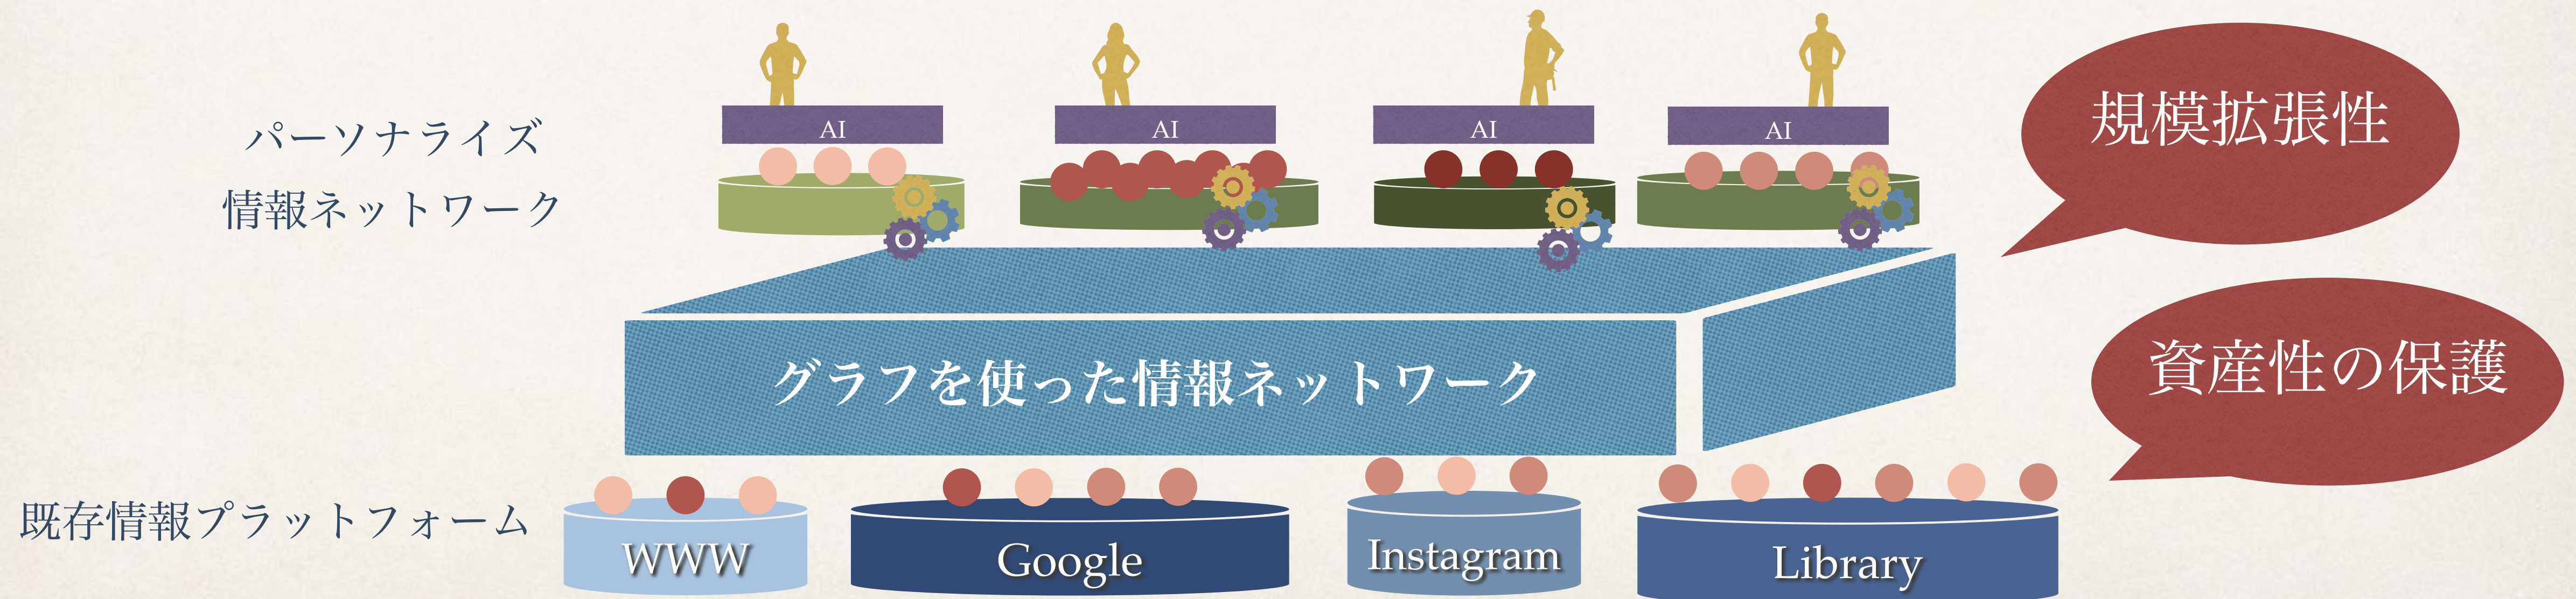 パーソナライズ
情報ネットワーク
AI
AI
AI
AI
規模拡張性
グラフを使った情報ネットワーク
資産性の保護
既存情報プラットフォーム
WWW
Google
Instagram
Library